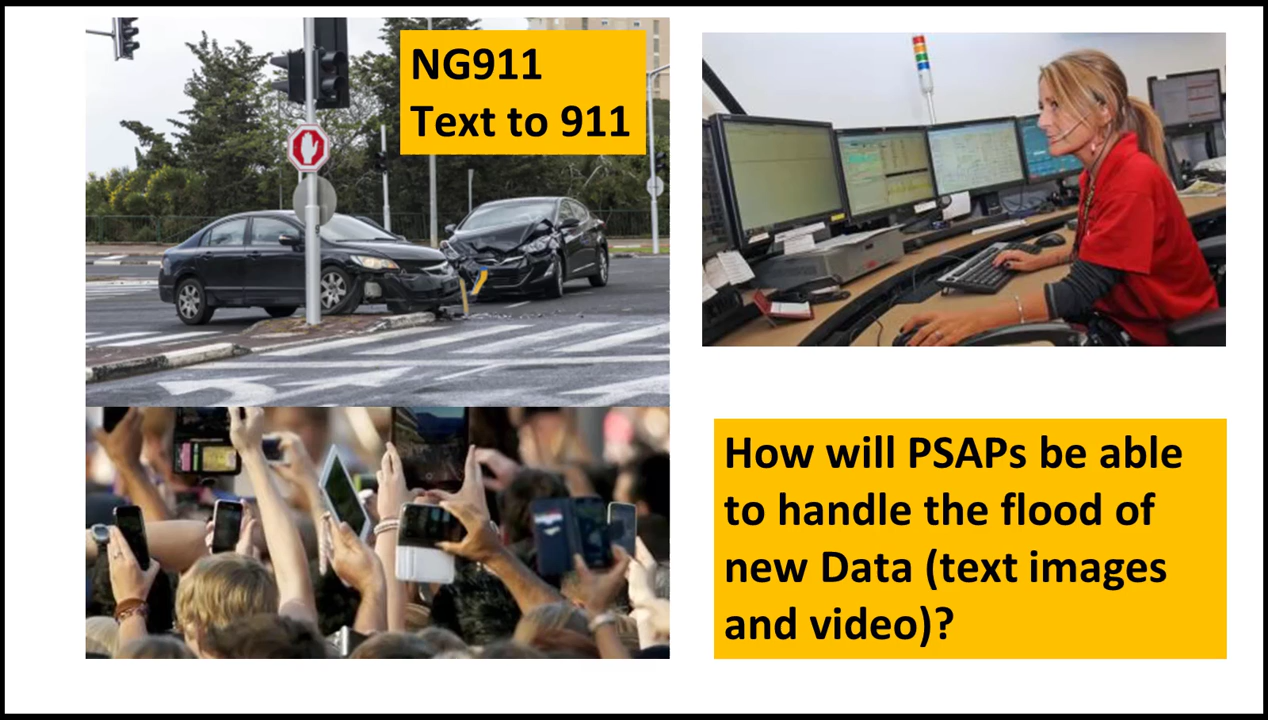 NG911
Text to 911
How will PSAPs be able
to handle the flood of
new Data (text images
and video)?